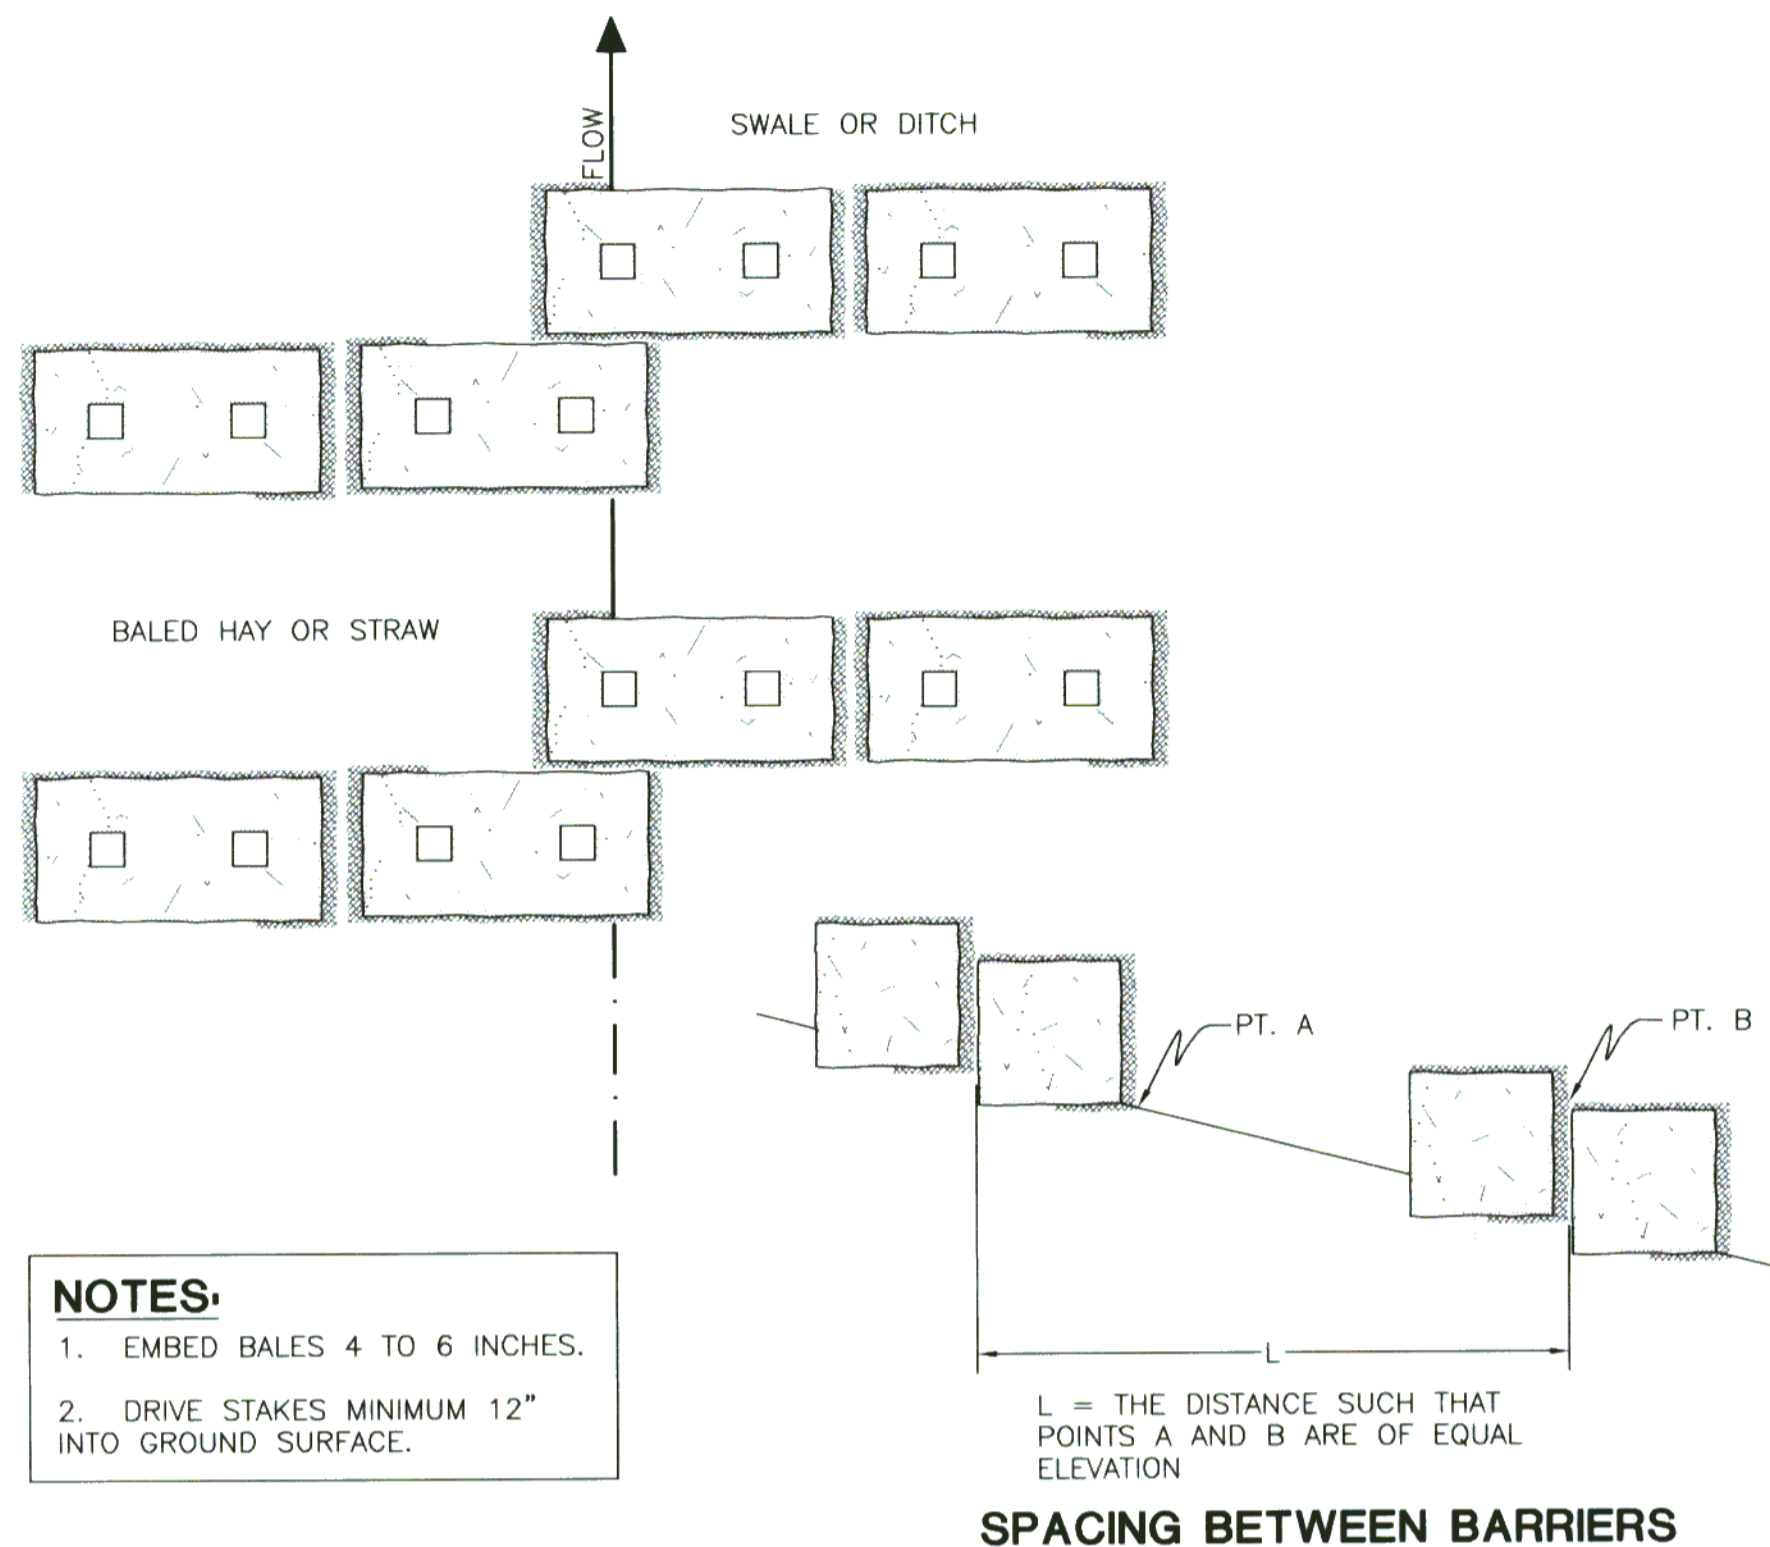 FLOW
SWALE OR DITCH
BALED HAY OR STRAW
PT. A
PT. B
L
L = THE DISTANCE SUCH THAT
POINTS A AND B ARE OF EQUAL
ELEVATION
SPACING BETWEEN BARRIERS
NOTES:
1. EMBED BALES 4 TO 6 INCHES.
2. DRIVE STAKES MINIMUM 12"
INTO GROUND SURFACE.